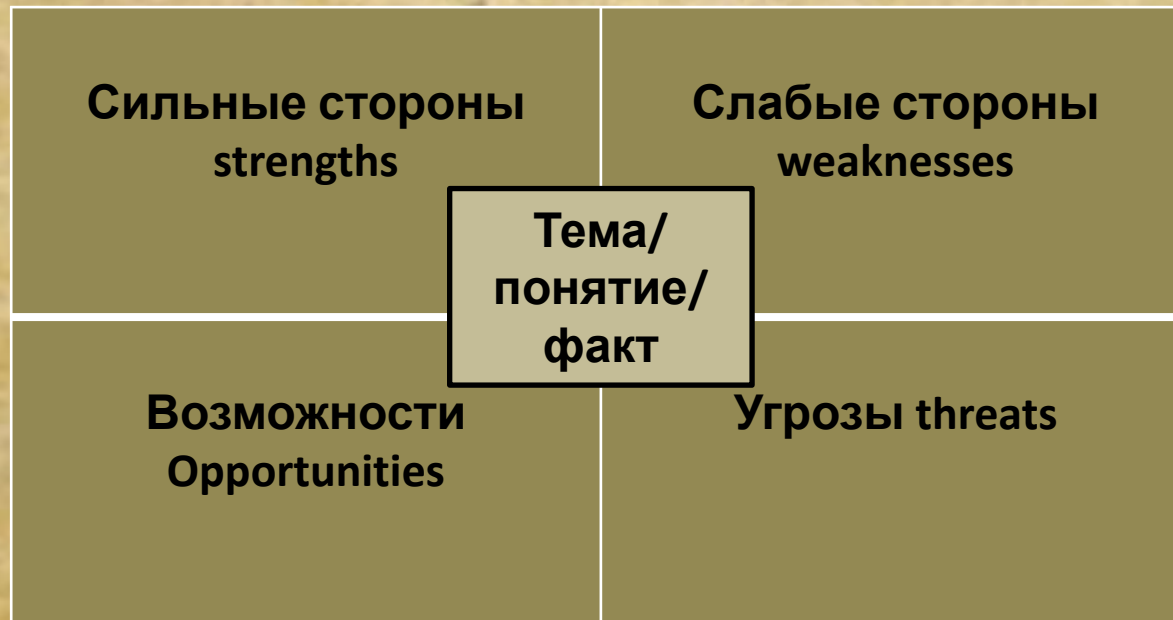 Сильные стороны
strengths
Слабые стороны
weaknesses
Тема/
понятие/
факт
Возможности
Opportunities
Угрозы threats